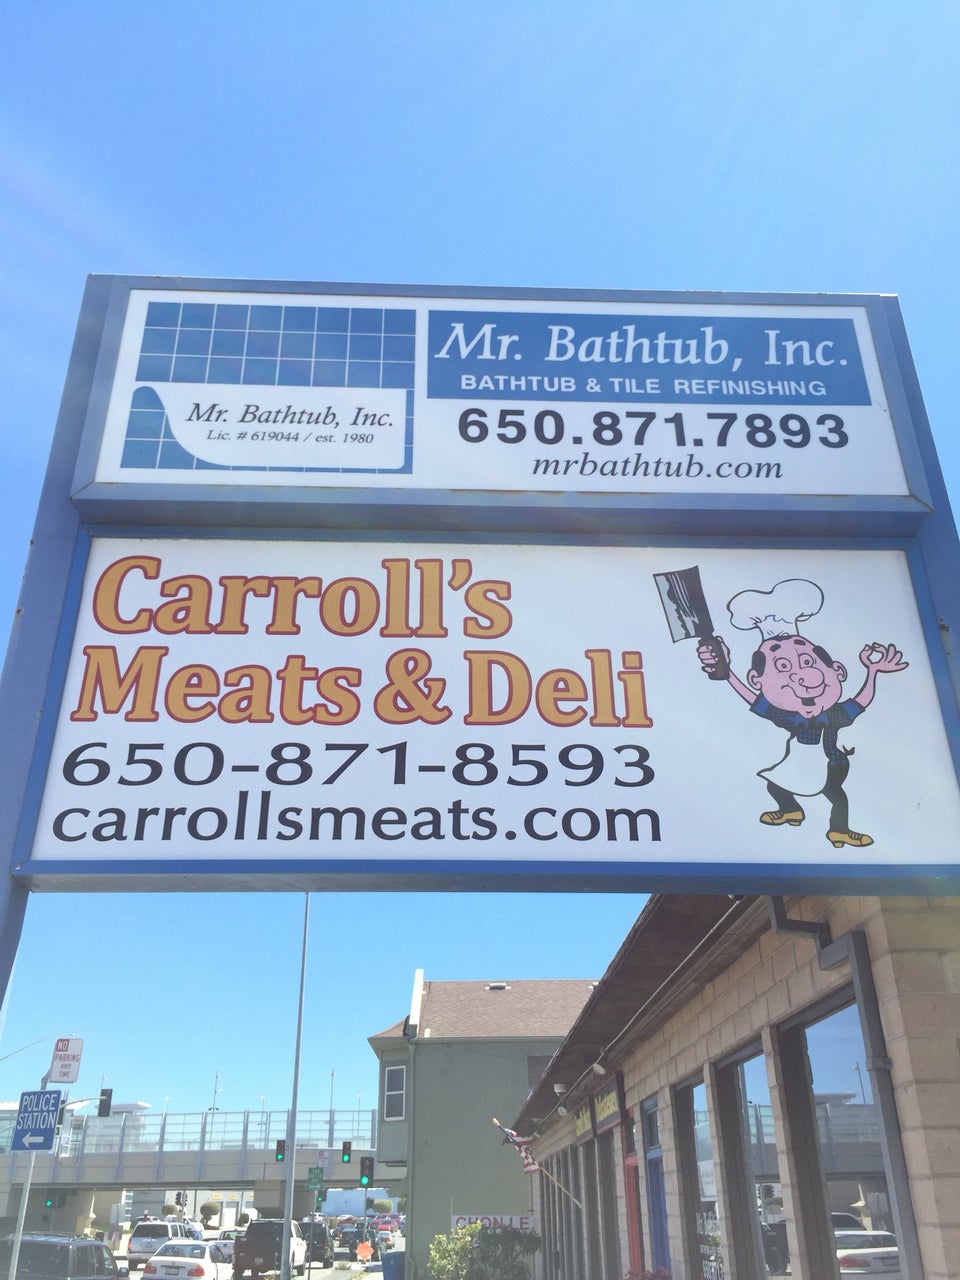 Mr. Bathtub, Inc.
Lic. # 619044 / est. 1980
Mr. Bathtub, Inc.
BATHTUB & TILE REFINISHING
650.871.7893
mrbathtub.com
Carroll's
Meats & Deli
650-871-8593
carrollsmeats.com
NO
PARKING
ANY
TIME
POLICE
STATION
CHONLE